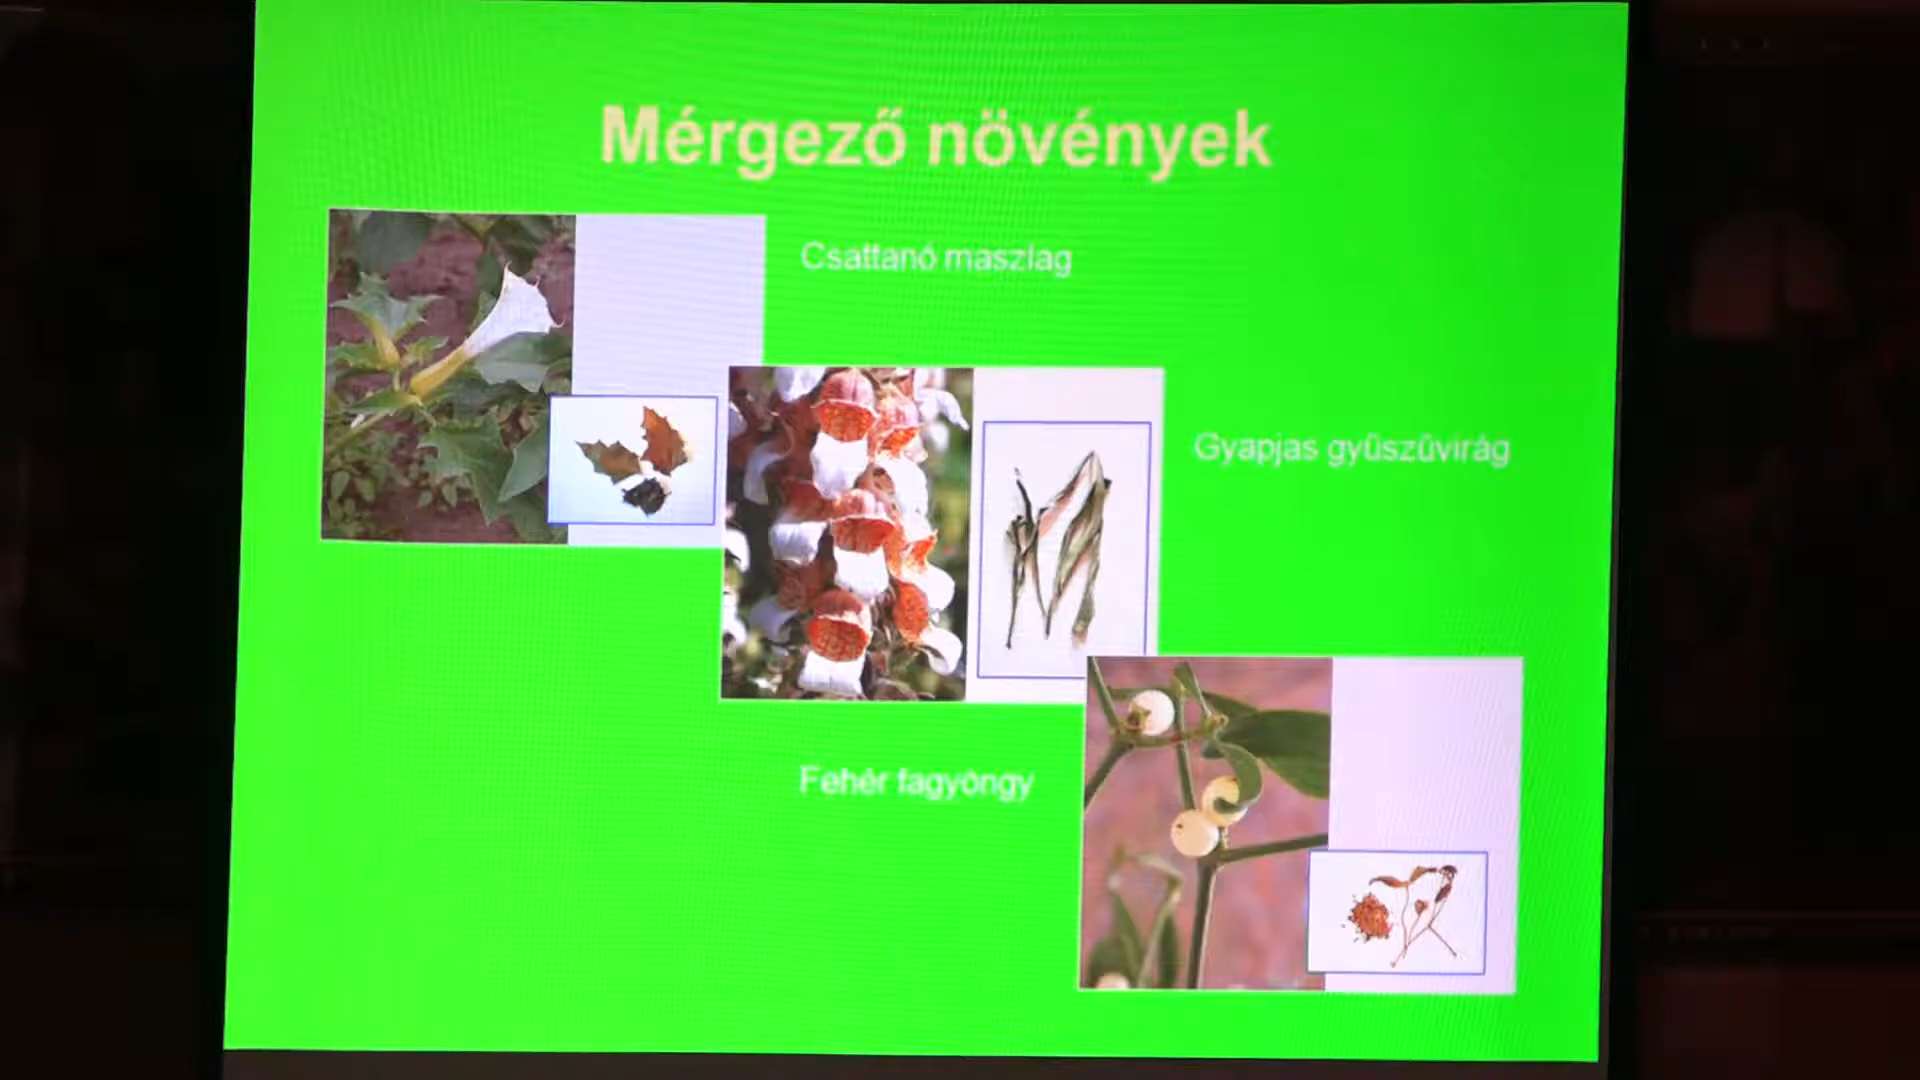 Mérgező növények
Csattanó maszlag
Gyapjas gyűszűvirág
Fehér fagyöngy